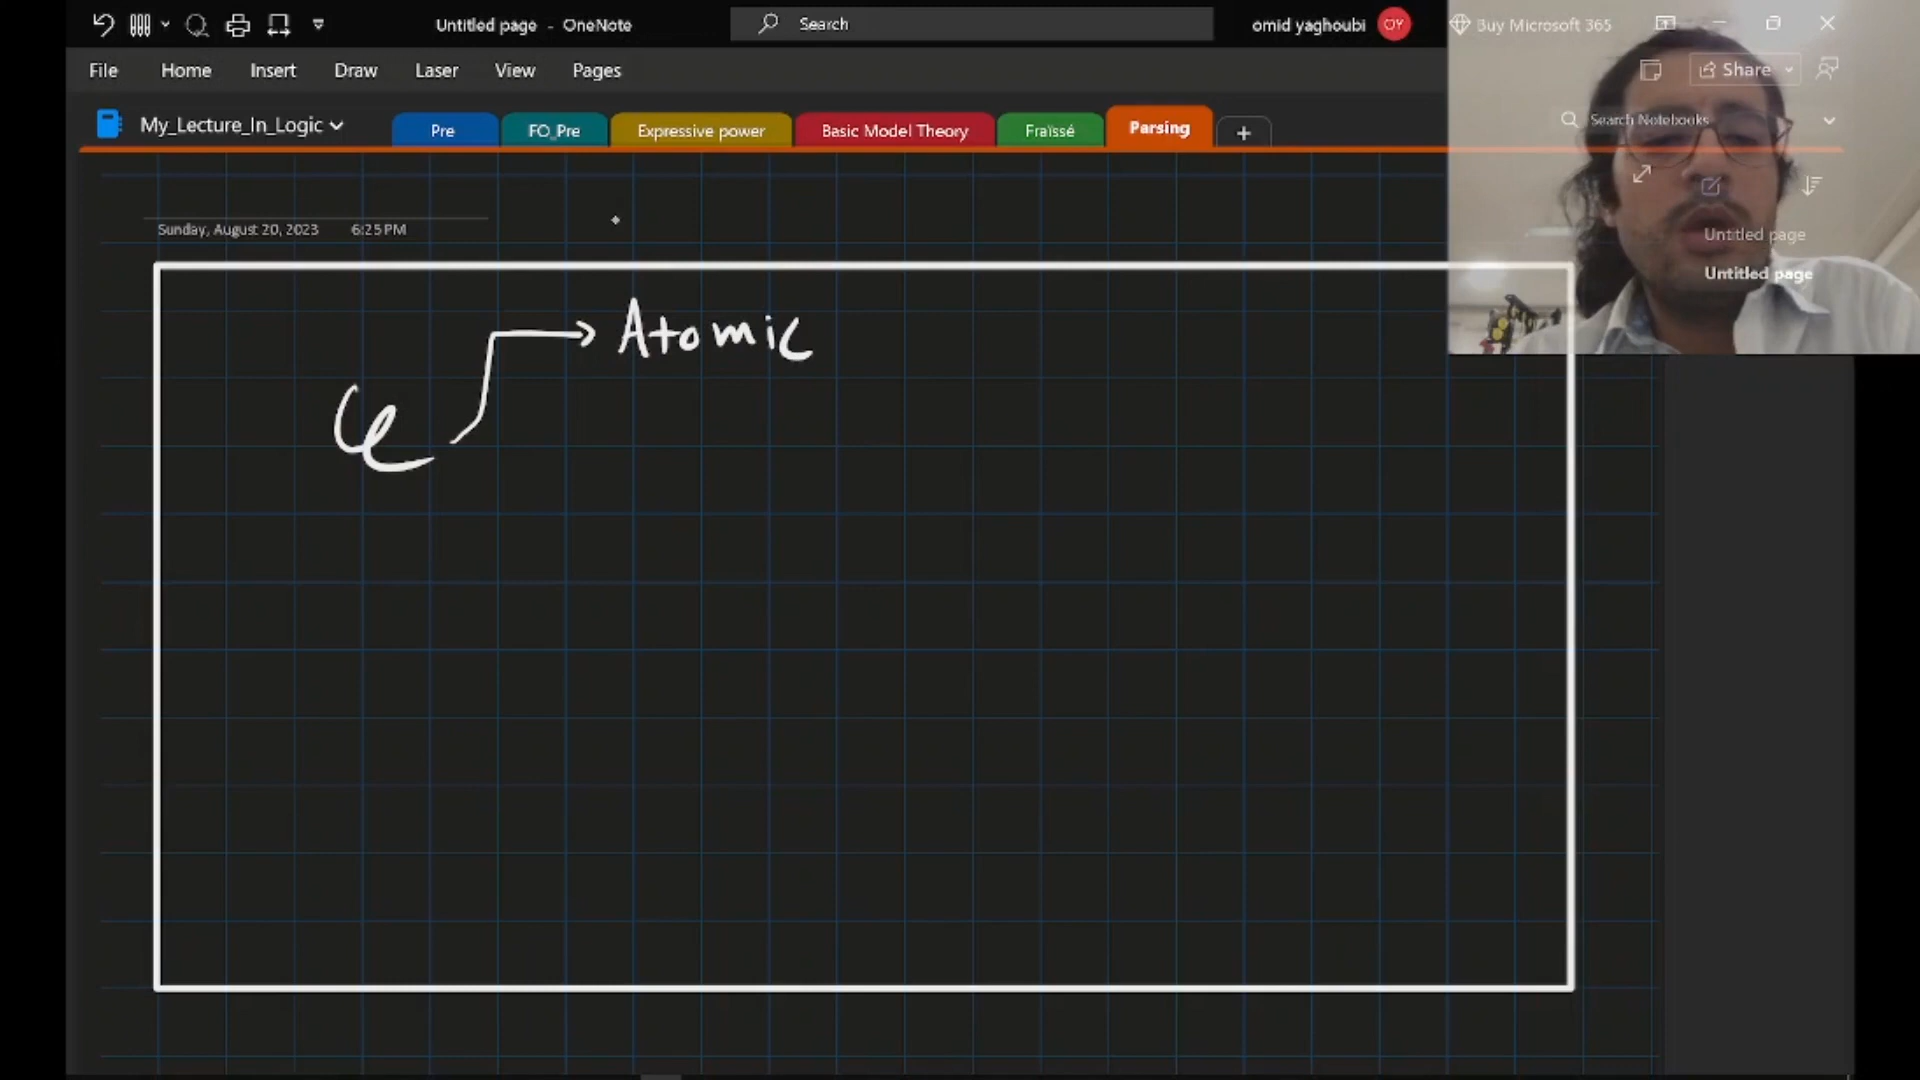 Untitled page - OneNote
Search
omid yaghoubi
OY
Buy Microsoft 365
File Home Insert Draw Laser View Pages
Share
My_Lecture_In_Logic
Pre
FO_Pre
Expressive power
Basic Model Theory
Fraïssé
Parsing
+
Search Notebooks
Sunday, August 20, 2023 6:25 PM
Untitled page
Untitled page
φ → Atomic